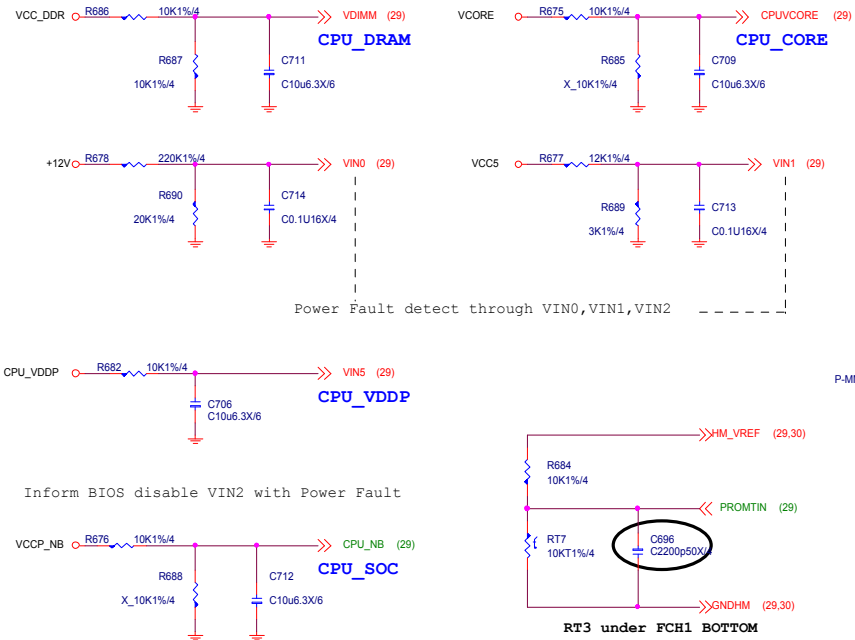 VCC_DDR R686 10K1%/4 VDIMM (29)
CPU_DRAM
R687
10K1%/4
C711
C10u6.3X/6
VCORE R675 10K1%/4 CPUVCORE (29)
CPU_CORE
R685
X_10K1%/4
C709
C10u6.3X/6
+12V R678 220K1%/4 VIN0 (29)
R690
20K1%/4
C714
C0.1U16X/4
VCC5 R677 12K1%/4 VIN1 (29)
R689
3K1%/4
C713
C0.1U16X/4
Power Fault detect through VIN0,VIN1,VIN2
CPU_VDDP R682 10K1%/4 VIN5 (29)
CPU_VDDP
C706
C10u6.3X/6
Inform BIOS disable VIN2 with Power Fault
VCCP_NB R676 10K1%/4 CPU_NB (29)
CPU_SOC
R688
X_10K1%/4
C712
C10u6.3X/6
HM_VREF (29,30)
R684
10K1%/4
PROMTIN (29)
RT7
10KT1%/4
C696
C2200p50X/4
GNDHM (29,30)
RT3 under FCH1 BOTTOM